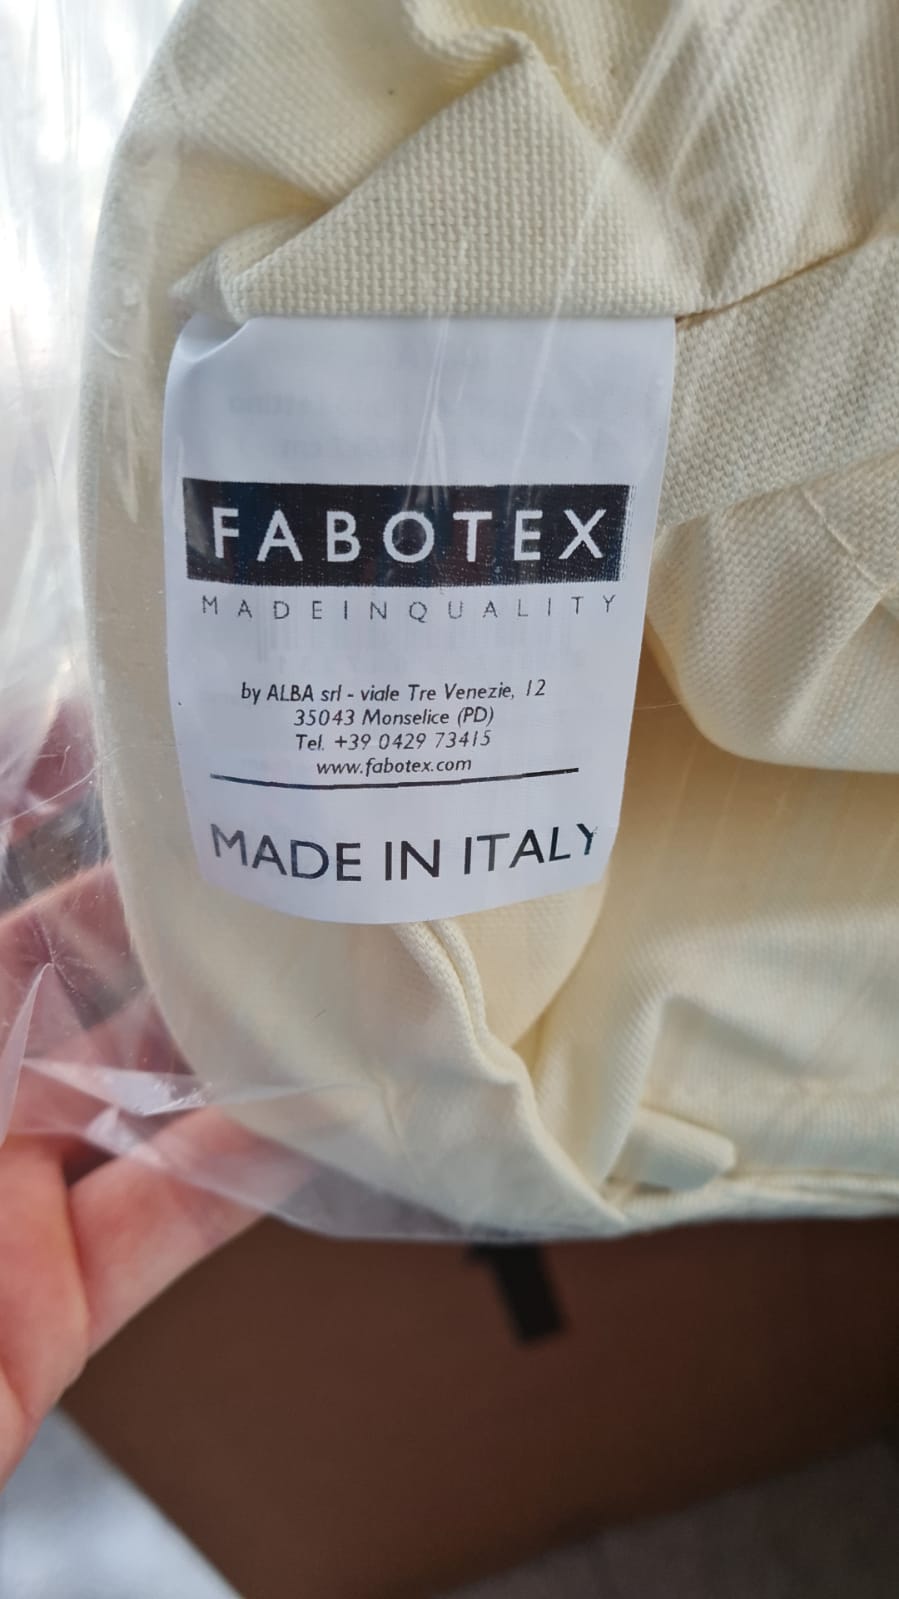 FABOTEX
MADEINQUALITY
by ALBA srl - viale Tre Venezie, 12
35043 Monselice (PD)
Tel. +39 0429 73415
www.fabotex.com
MADE IN ITALY